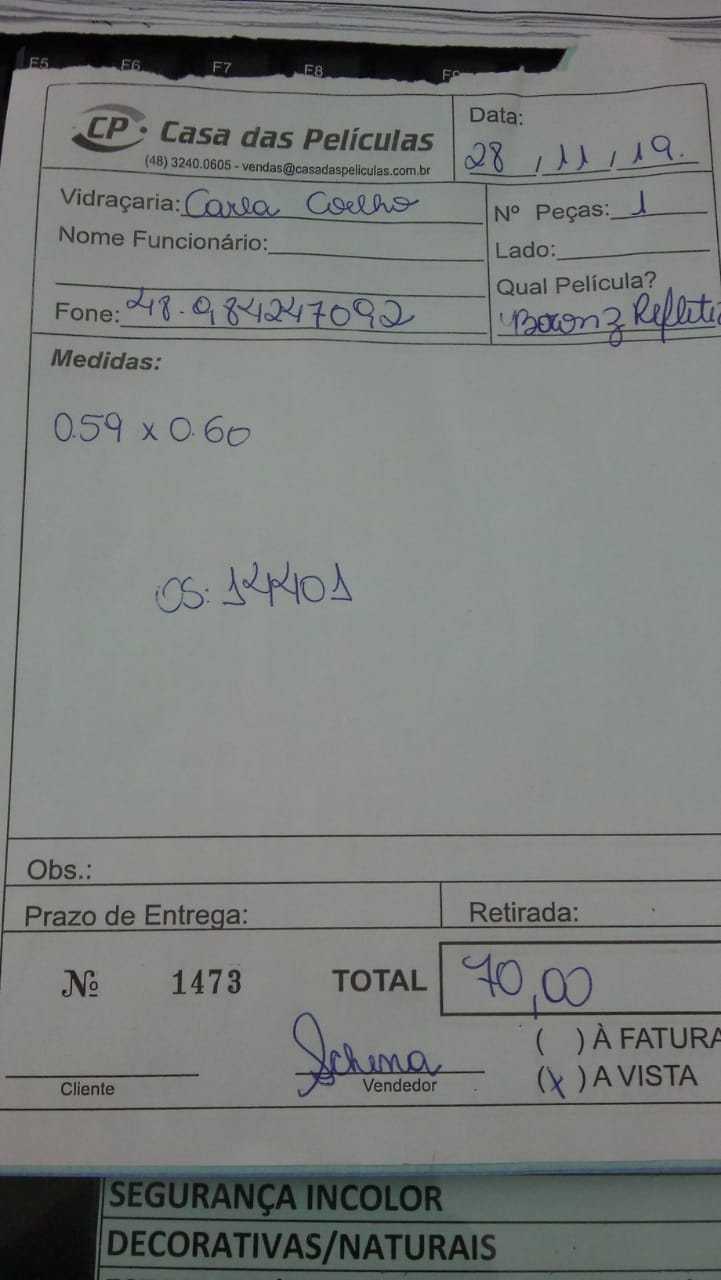 F5 F6 F7 F8
CP Casa das Películas
(48) 3240.0605 - vendas@casadaspeliculas.com.br
Data:
28 / 11 / 19.
Vidraçaria: Carla Coelho
Nome Funcionário:
Fone: 48.984247092
Nº Peças: 1
Lado:
Qual Película?
Bronz Refleti
Medidas:
0.59 x 0.60
OS: 14401
Obs.:
Prazo de Entrega:
Retirada:
Nº 1473 TOTAL 70,00
( ) À FATURA
(x) A VISTA
Cliente
Vendedor
SEGURANÇA INCOLOR
DECORATIVAS/NATURAIS